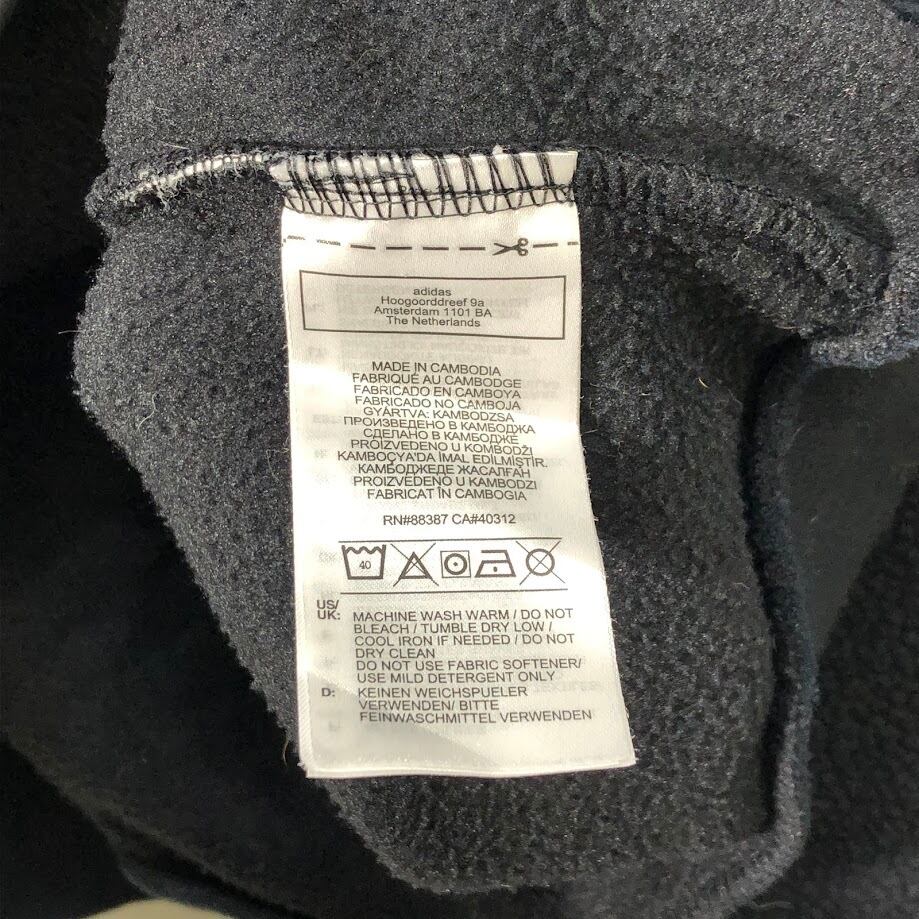 adidas
Hoogoorddreef 9a
Amsterdam 1101 BA
The Netherlands
MADE IN CAMBODIA
FABRIQUÉ AU CAMBODGE
FABRICADO EN CAMBOYA
FABRICADO NO CAMBOJA
GYÁRTVA: KAMBODZSA
ПРОИЗВЕДЕНО В КАМБОДЖА
СДЕЛАНО В КАМБОДЖЕ
PROIZVEDENO U KOMBODŽI
KAMBOÇYA'DA İMAL EDİLMİŞTİR.
КАМБОДЖЕДЕ ЖАСАЛҒАН
PROIZVEDENO U KAMBODZI
FABRICAT ÎN CAMBOGIA
RN#88387 CA#40312
40
US/
UK: MACHINE WASH WARM / DO NOT
BLEACH / TUMBLE DRY LOW /
COOL IRON IF NEEDED / DO NOT
DRY CLEAN
DO NOT USE FABRIC SOFTENER/
USE MILD DETERGENT ONLY
D: KEINEN WEICHSPUELER
VERWENDEN/ BITTE
FEINWASCHMITTEL VERWENDEN